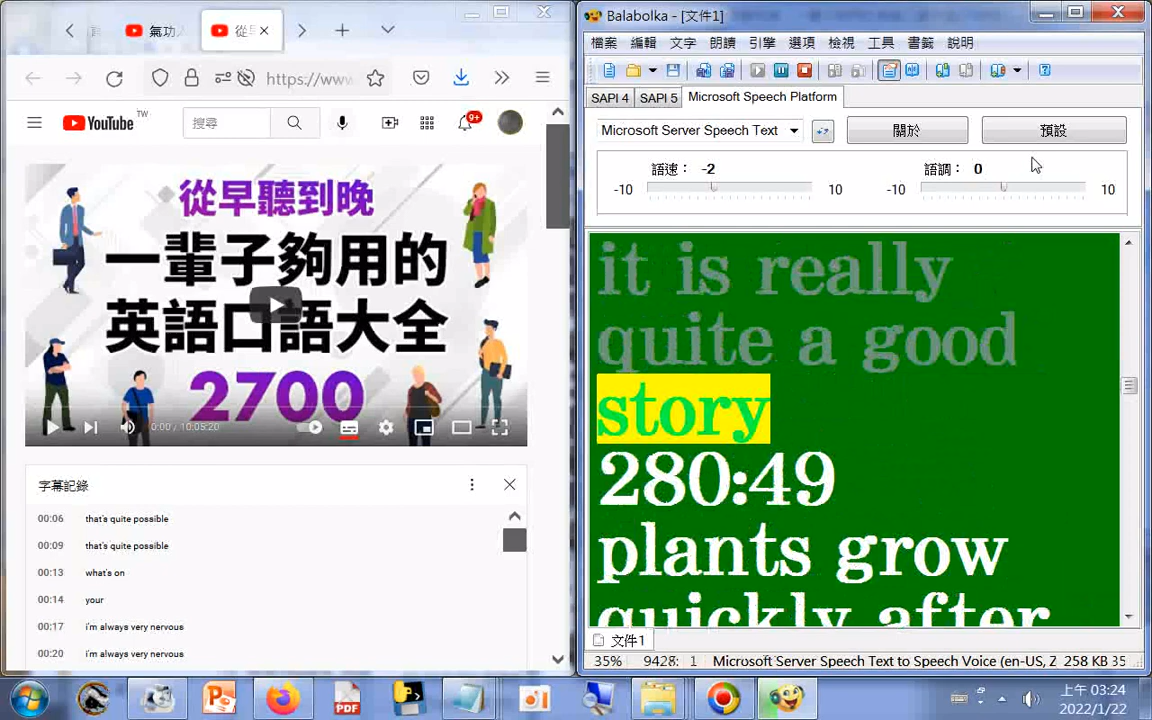 氣功人
從
https://www
YouTube TW
搜尋
9+
從早聽到晚
一輩子夠用的
英語口語大全
2700
0:00 / 10:05:20
字幕記錄
00:06 that's quite possible
00:09 that's quite possible
00:13 what's on
00:14 your
00:17 i'm always very nervous
00:20 i'm always very nervous
Balabolka - [文件1]
檔案 編輯 文字 朗讀 引擎 選項 檢視 工具 書籤 說明
SAPI 4 SAPI 5 Microsoft Speech Platform
Microsoft Server Speech Text
關於
預設
語速： -2
-10 10
語調： 0
-10 10
it is really
quite a good
story
280:49
plants grow
quickly after
文件1
35% 9428: 1 Microsoft Server Speech Text to Speech Voice (en-US, Z 258 KB 35
上午 03:24
2022/1/22